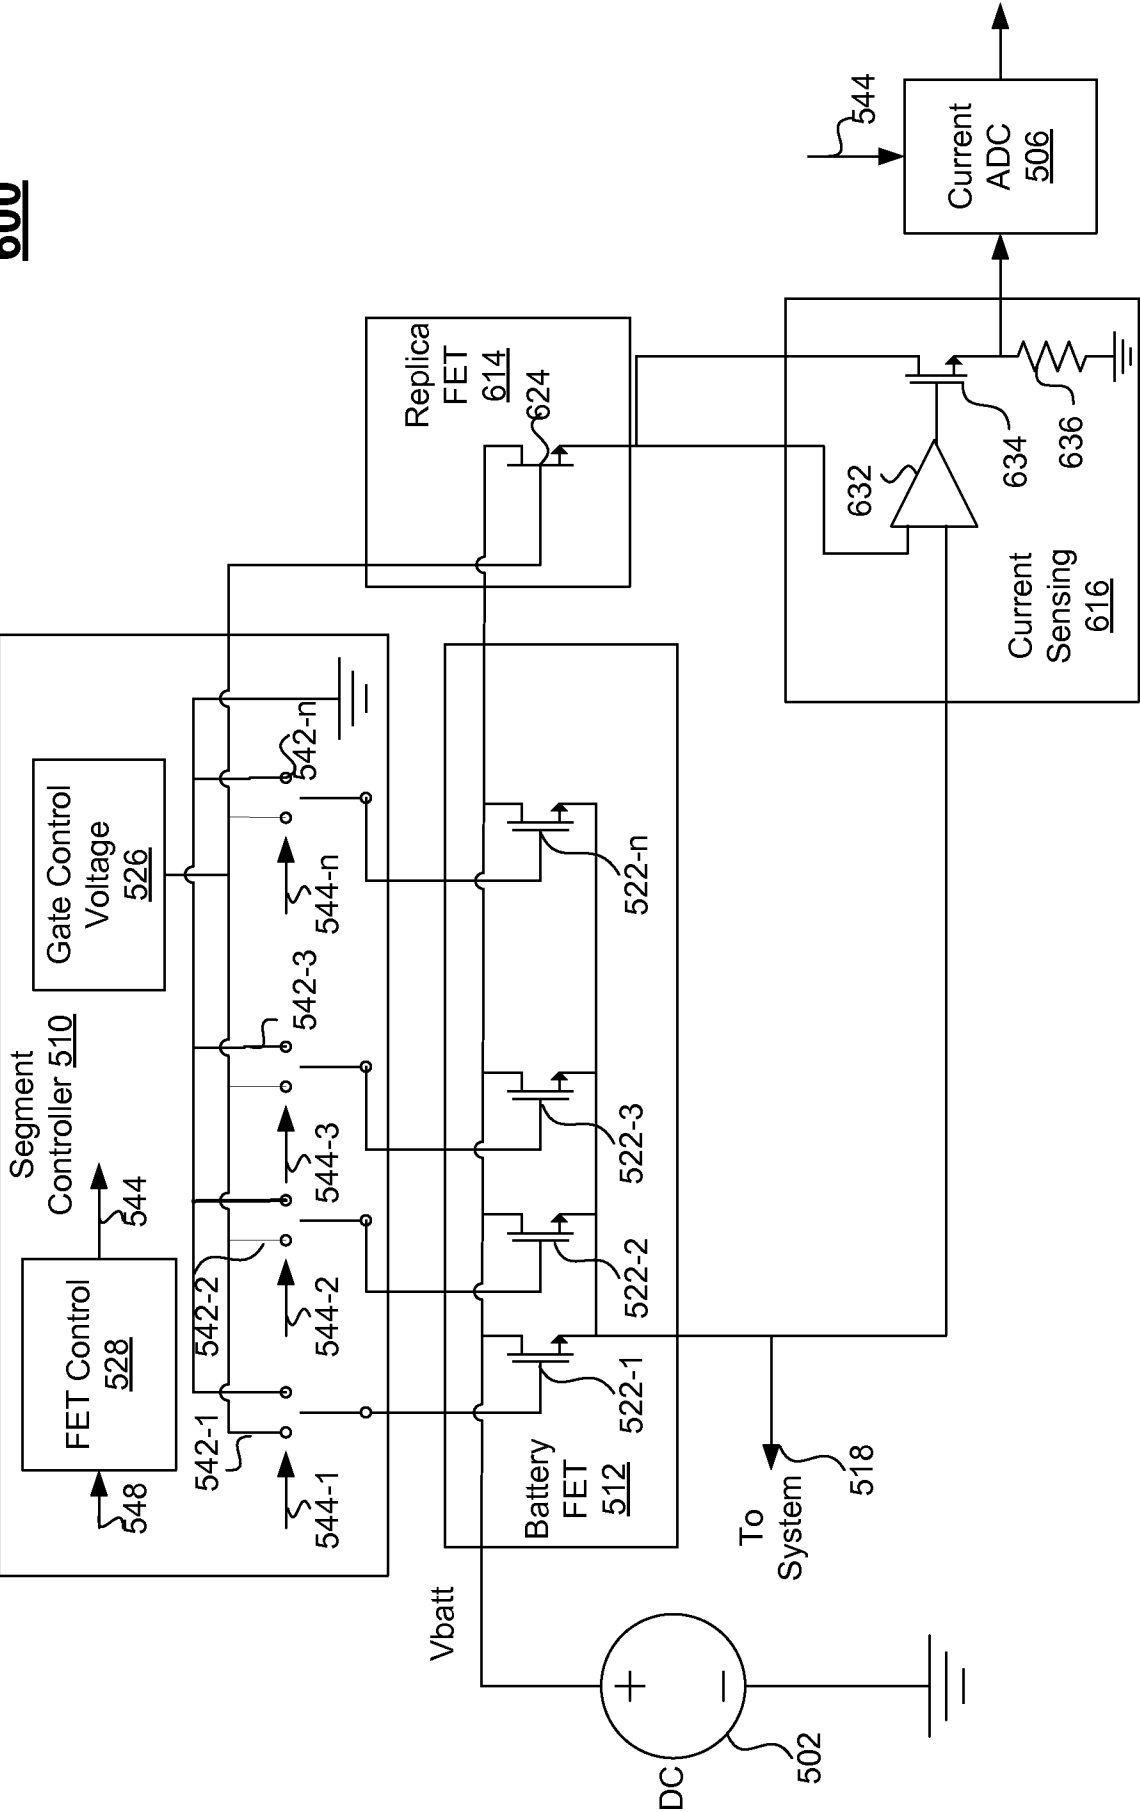 600
Segment
Controller 510
FET Control
528
548
544
Gate Control
Voltage
526
542-1
542-2
542-3
542-n
544-1
544-2
544-3
544-n
Vbatt
DC
502
Battery
FET
512
522-1
522-2
522-3
522-n
To
System
518
Replica
FET
614
624
Current
Sensing
616
632
634
636
544
Current
ADC
506